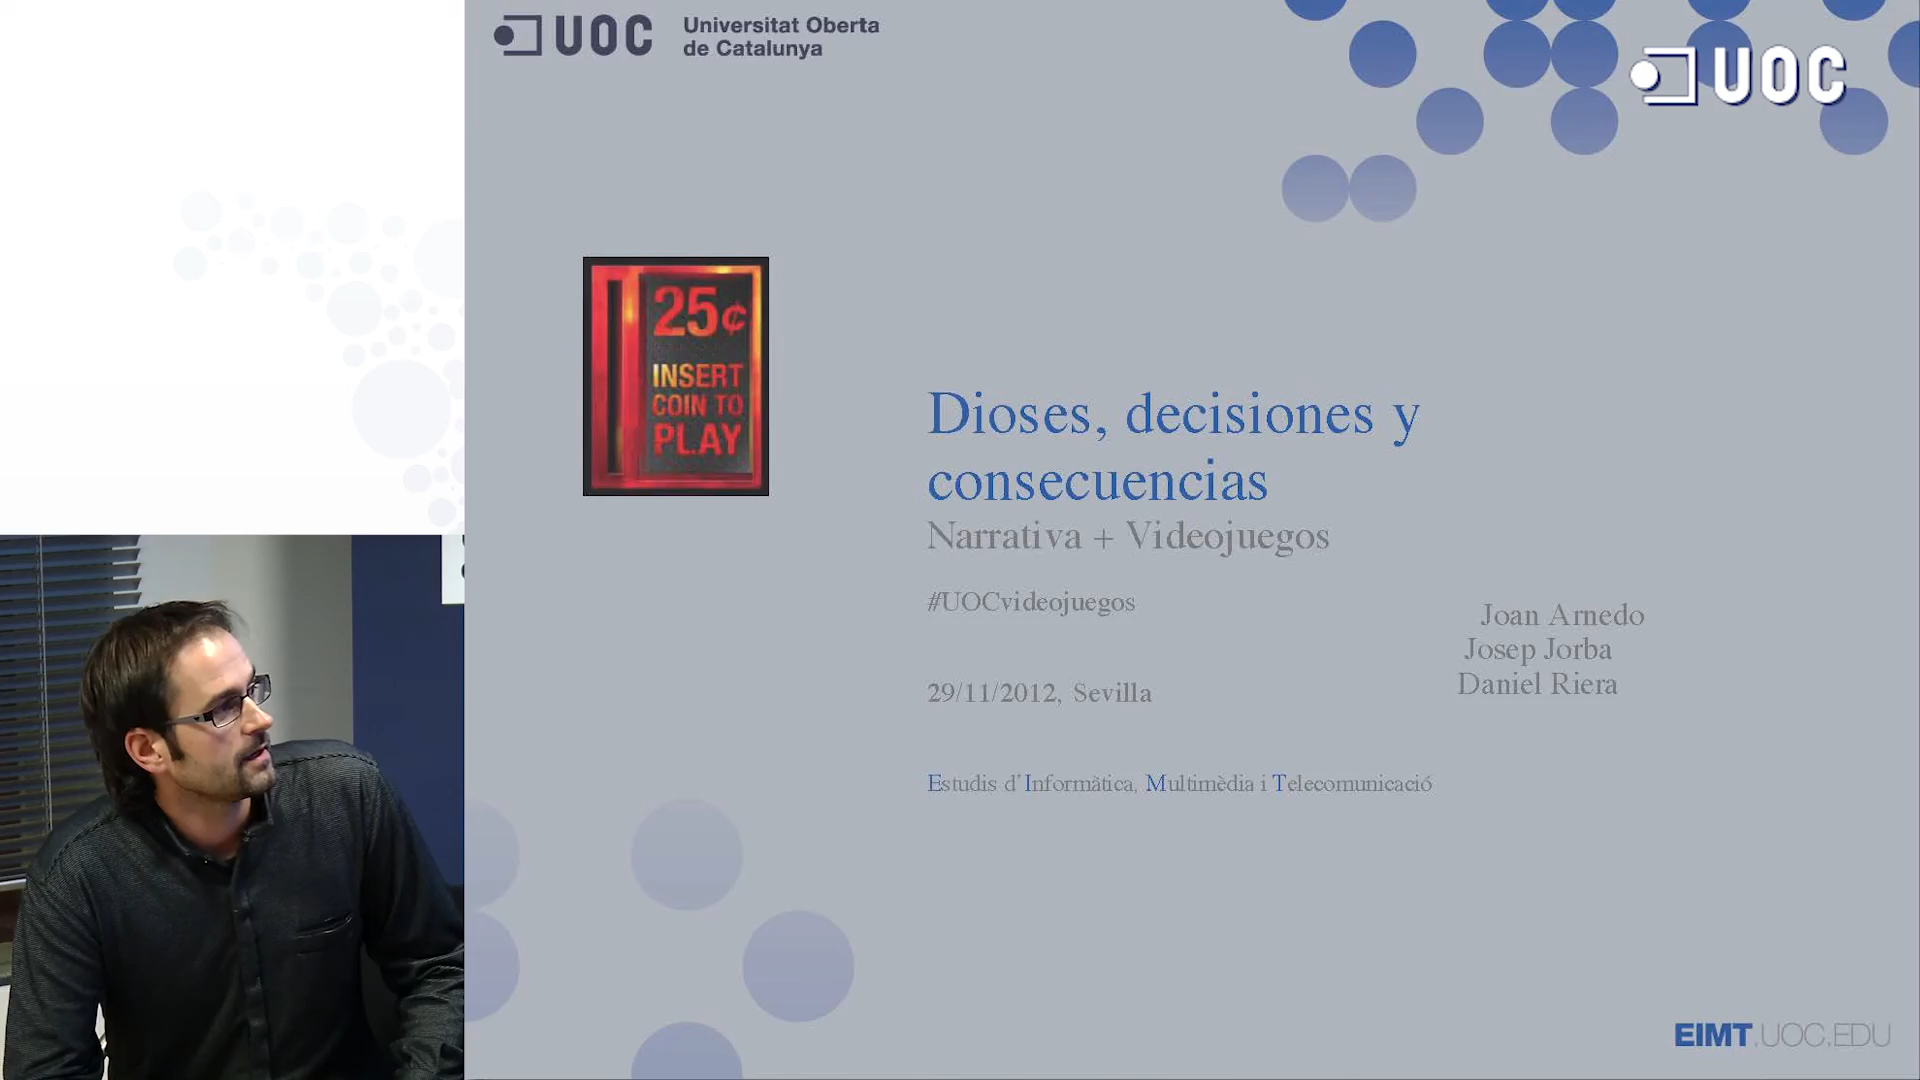 UOC
Universitat Oberta
de Catalunya
UOC
25¢
INSERT
COIN TO
PLAY
Dioses, decisiones y
consecuencias
Narrativa + Videojuegos
#UOCvideojuegos
Joan Arnedo
Josep Jorba
Daniel Riera
29/11/2012, Sevilla
Estudis d'Informàtica, Multimèdia i Telecomunicació
EIMT.UOC.EDU